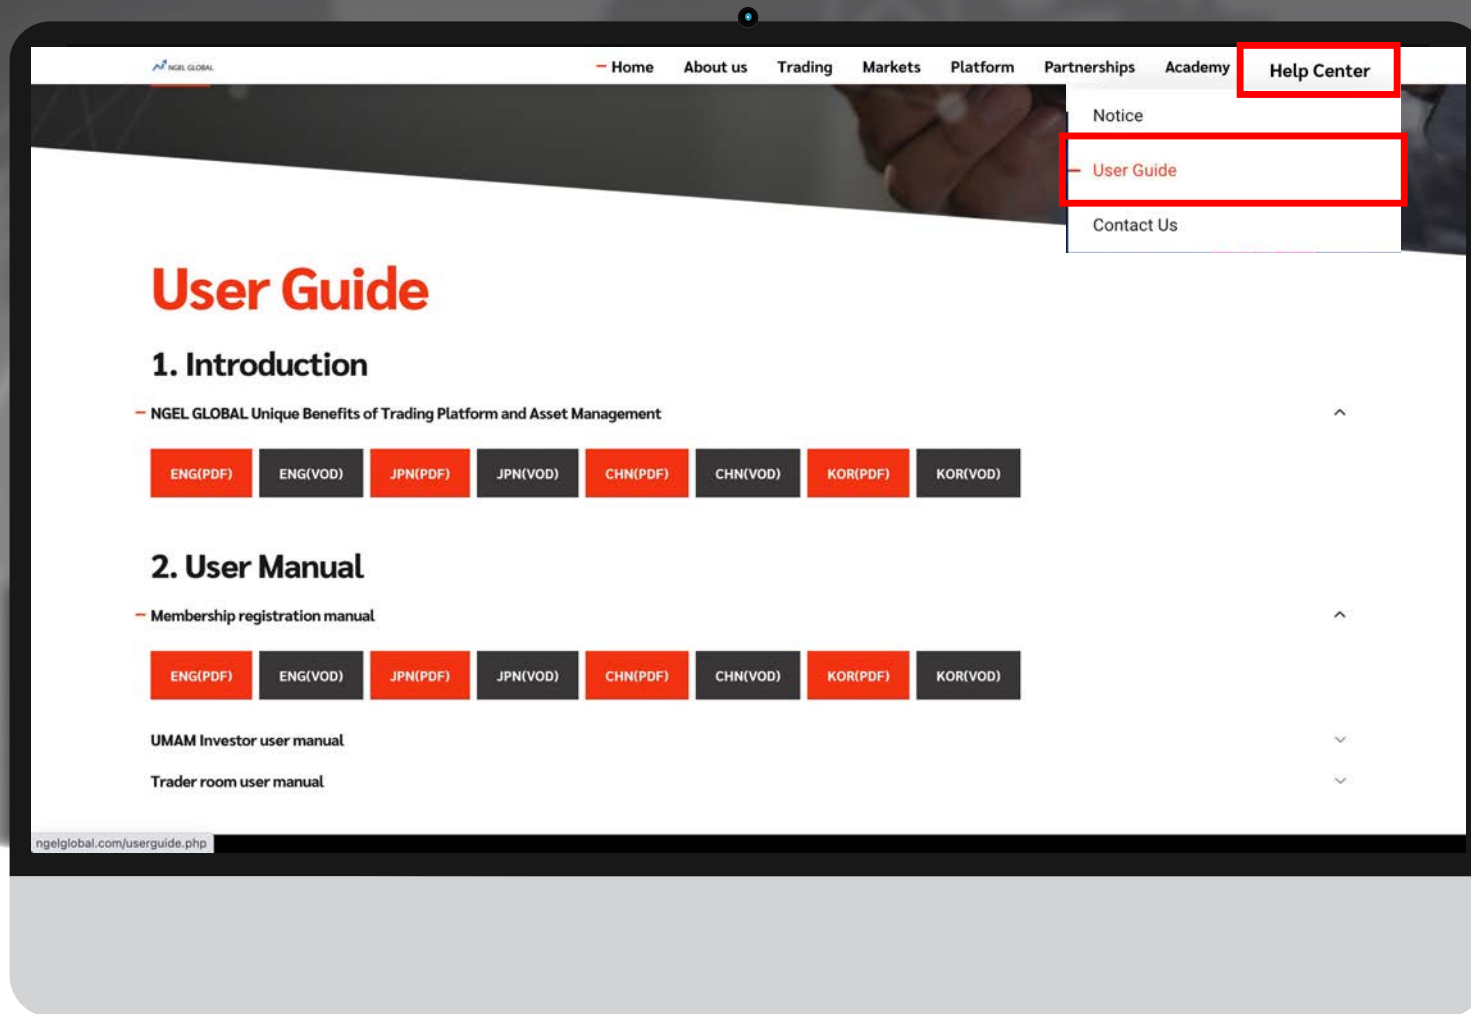 NGEL GLOBAL
Home About us Trading Markets Platform Partnerships Academy Help Center
Notice
User Guide
Contact Us
User Guide
1. Introduction
NGEL GLOBAL Unique Benefits of Trading Platform and Asset Management
ENG(PDF) ENG(VOD) JPN(PDF) JPN(VOD) CHN(PDF) CHN(VOD) KOR(PDF) KOR(VOD)
2. User Manual
Membership registration manual
ENG(PDF) ENG(VOD) JPN(PDF) JPN(VOD) CHN(PDF) CHN(VOD) KOR(PDF) KOR(VOD)
UMAM Investor user manual
Trader room user manual
ngelglobal.com/userguide.php